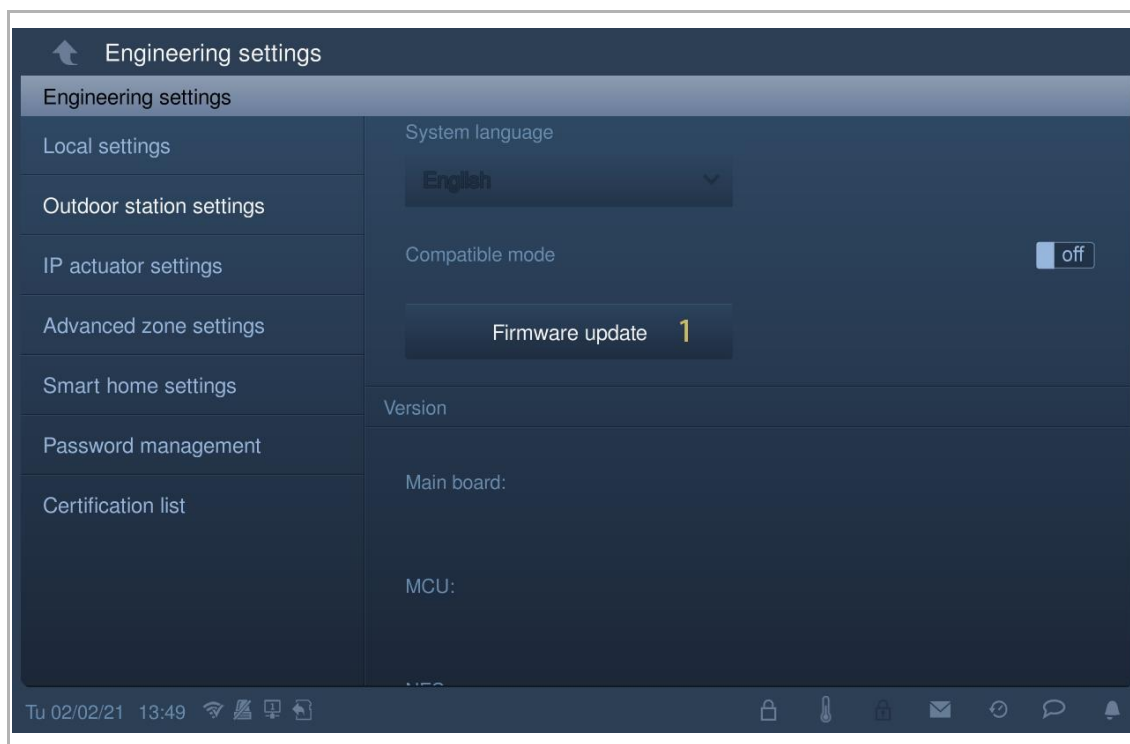 Engineering settings
Engineering settings
Local settings
Outdoor station settings
IP actuator settings
Advanced zone settings
Smart home settings
Password management
Certification list
System language
English
Compatible mode
off
Firmware update 1
Version
Main board:
MCU:
Tu 02/02/21 13:49
1